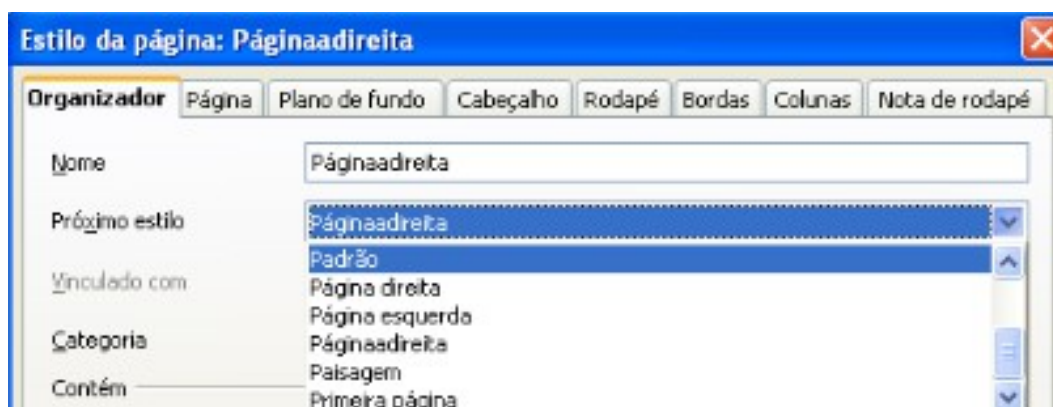 Estilo da página: Páginaadireita
Organizador Página Plano de fundo Cabeçalho Rodapé Bordas Colunas Nota de rodapé
Nome Páginaadireita
Próximo estilo Páginaadireita
Padrão
Vinculado com Página direita
Página esquerda
Categoria Páginaadireita
Paisagem
Contém Primeira página